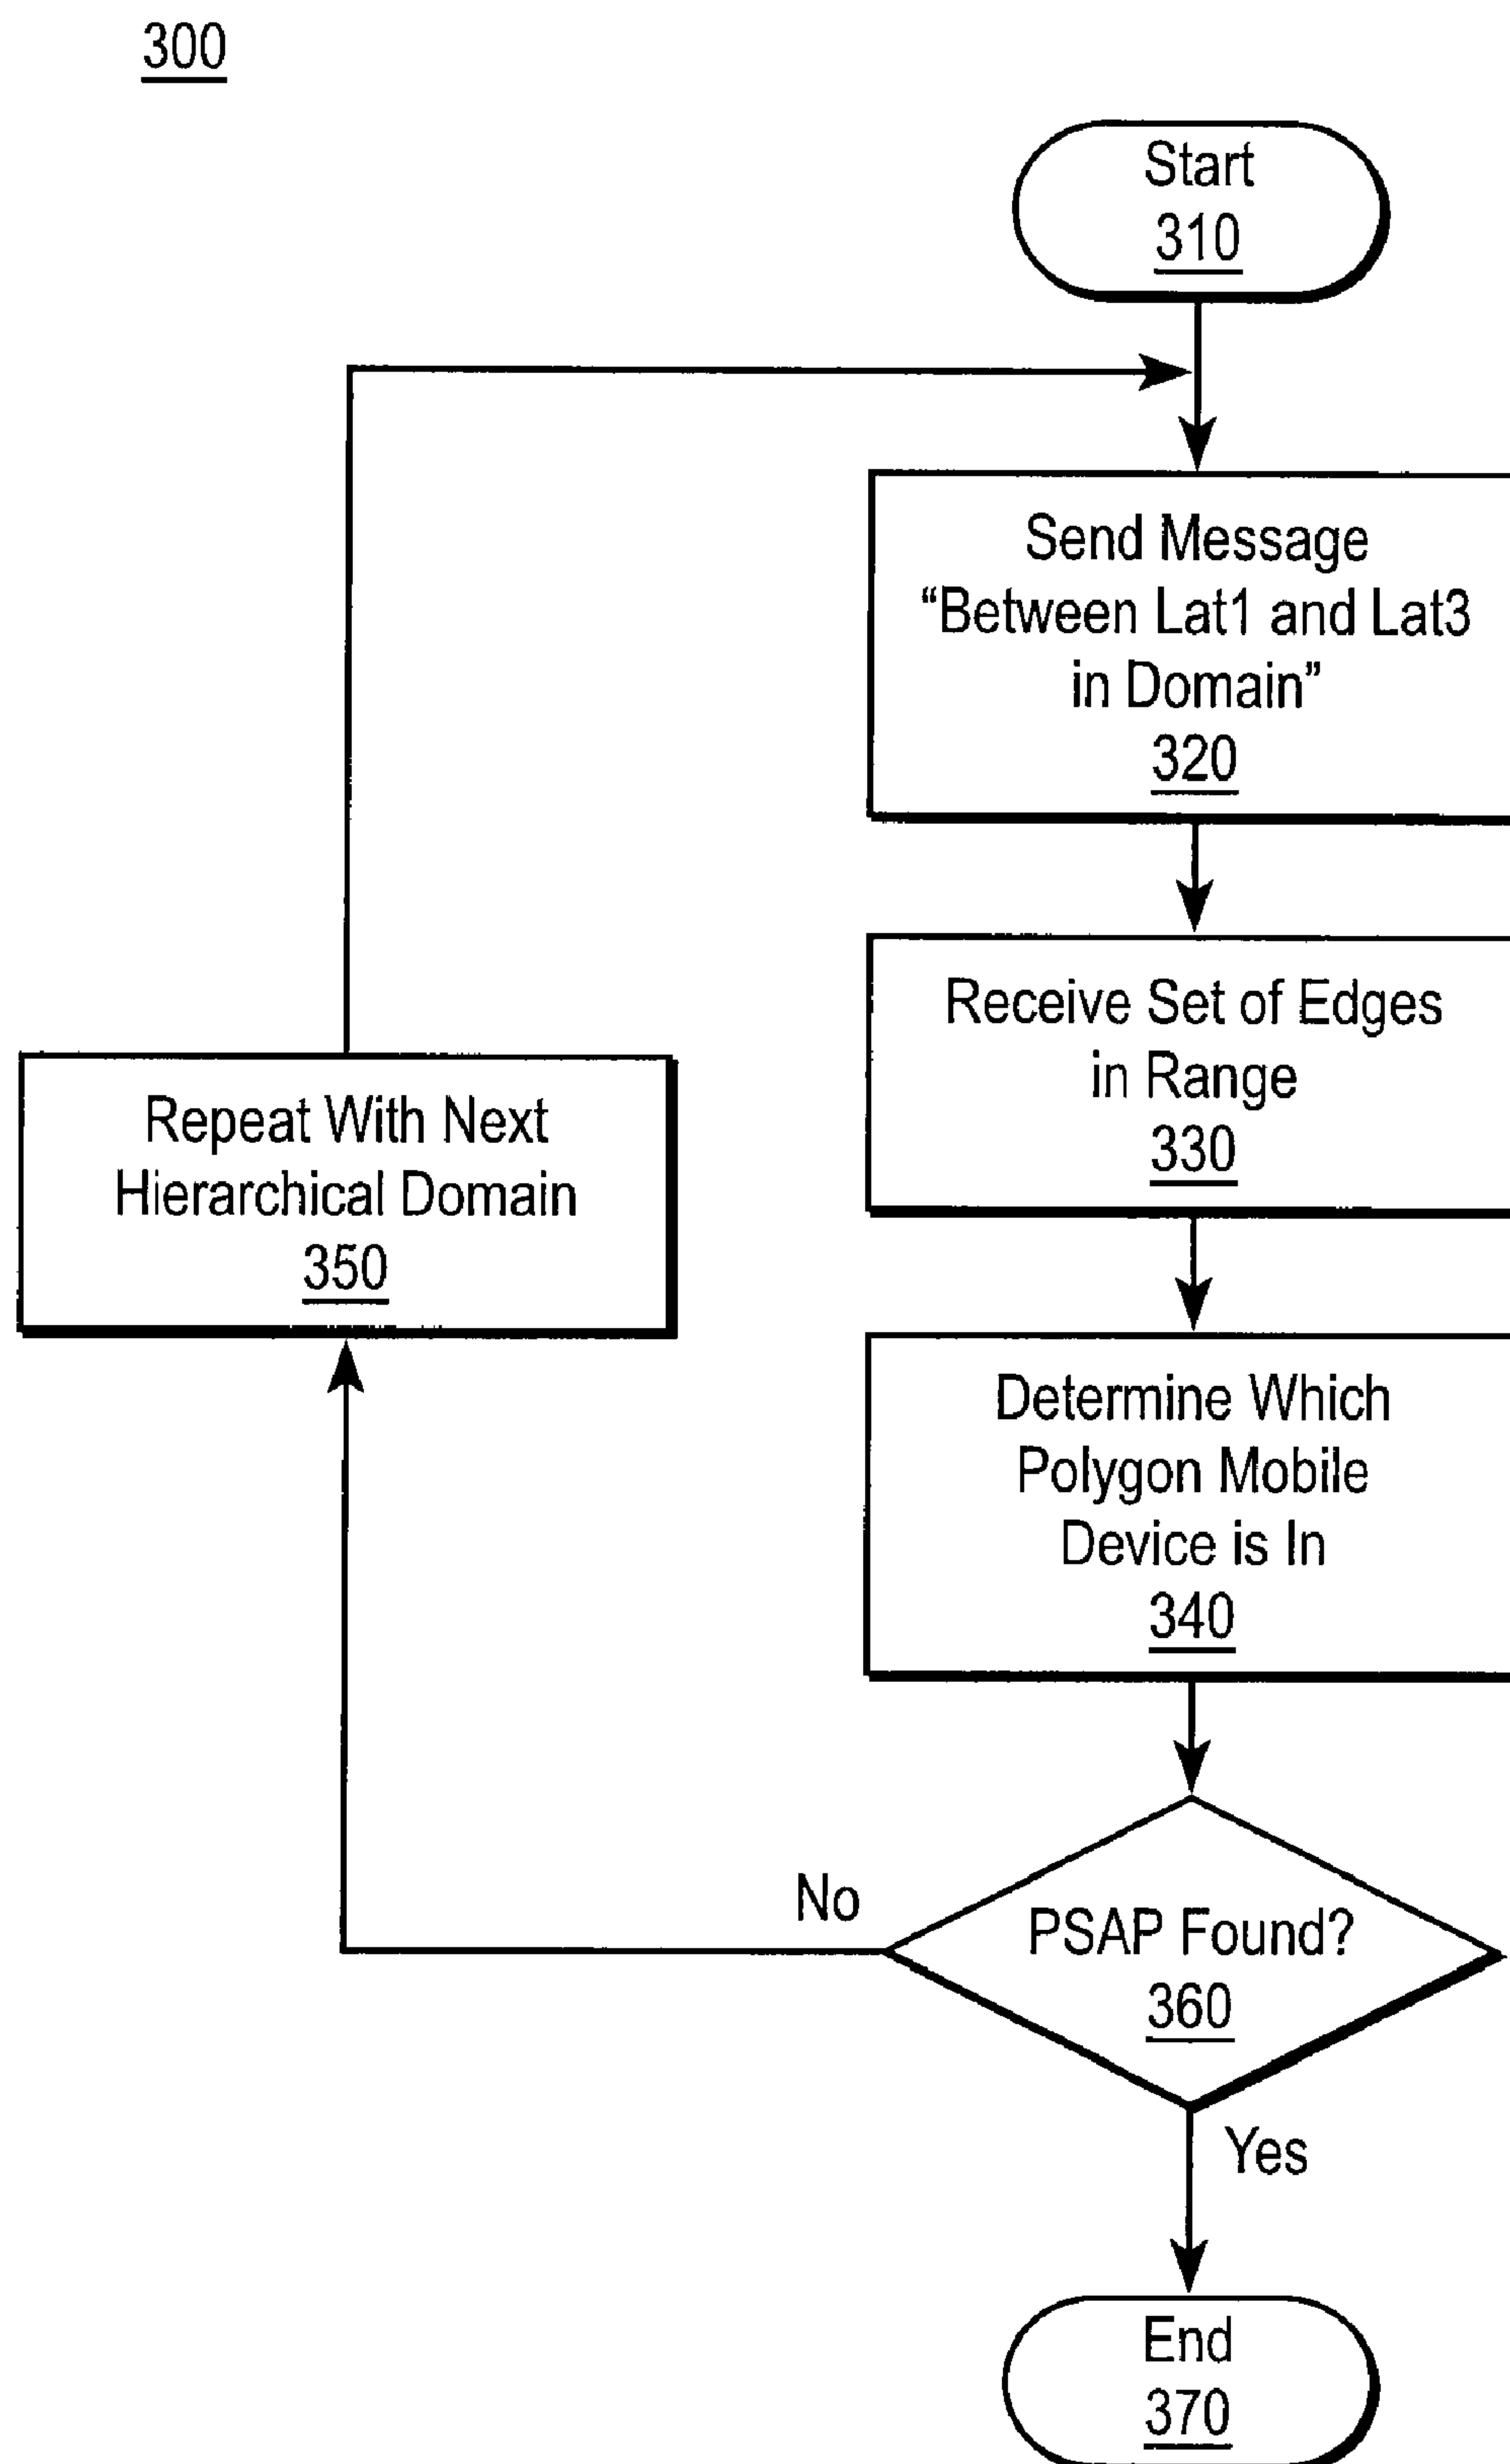 300
Start
310
Send Message
“Between Lat1 and Lat3
in Domain”
320
Receive Set of Edges
in Range
330
Repeat With Next
Hierarchical Domain
350
Determine Which
Polygon Mobile
Device is In
340
No
PSAP Found?
360
Yes
End
370